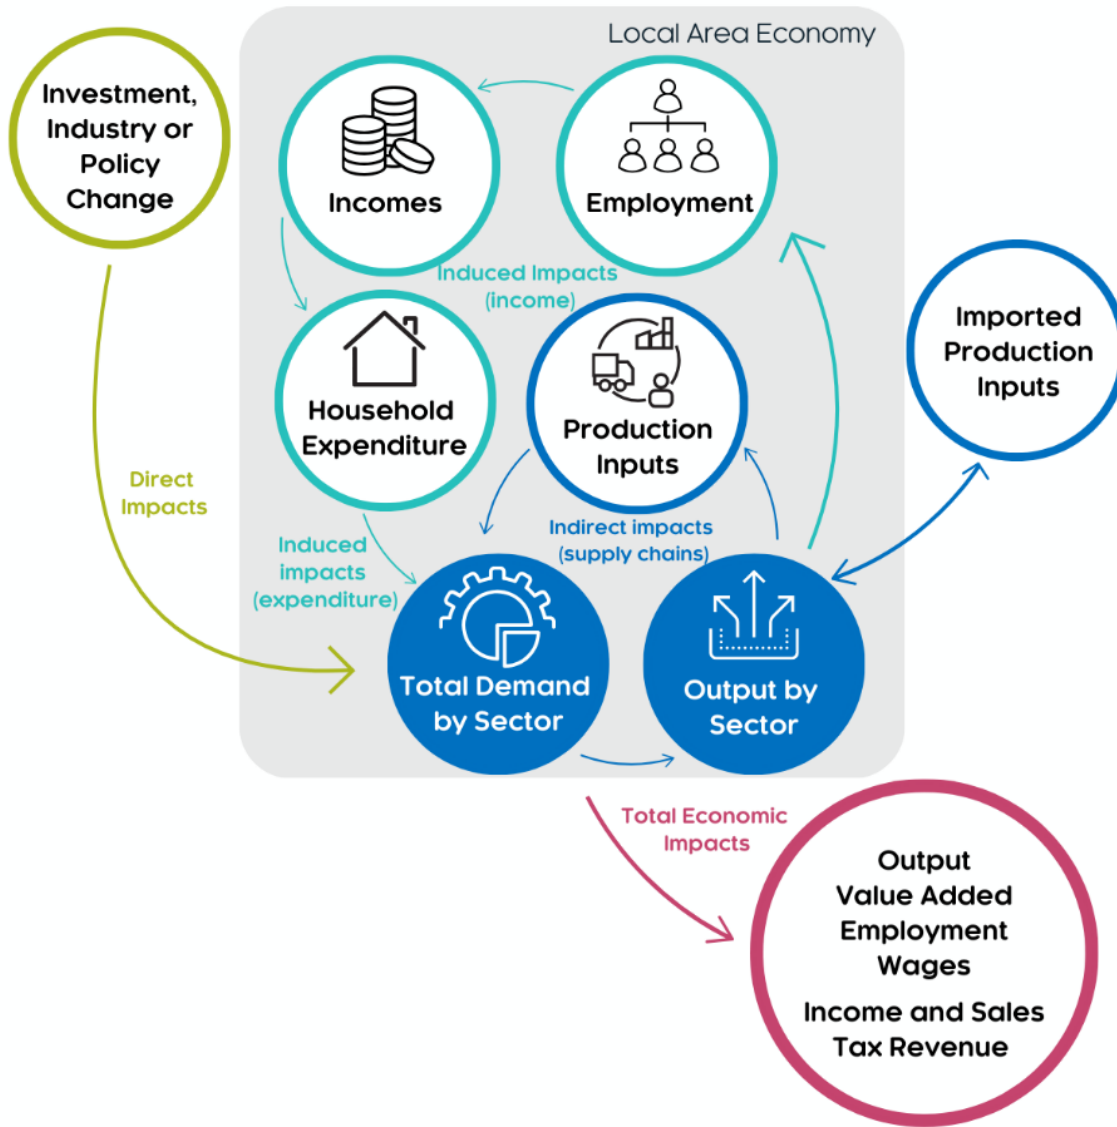 Local Area Economy
Investment,
Industry or
Policy
Change
Incomes
Employment
Induced Impacts
(income)
Imported
Production
Inputs
Household
Expenditure
Production
Inputs
Direct
Impacts
Induced
impacts
(expenditure)
Indirect impacts
(supply chains)
Total Demand
by Sector
Output by
Sector
Total Economic
Impacts
Output
Value Added
Employment
Wages
Income and Sales
Tax Revenue